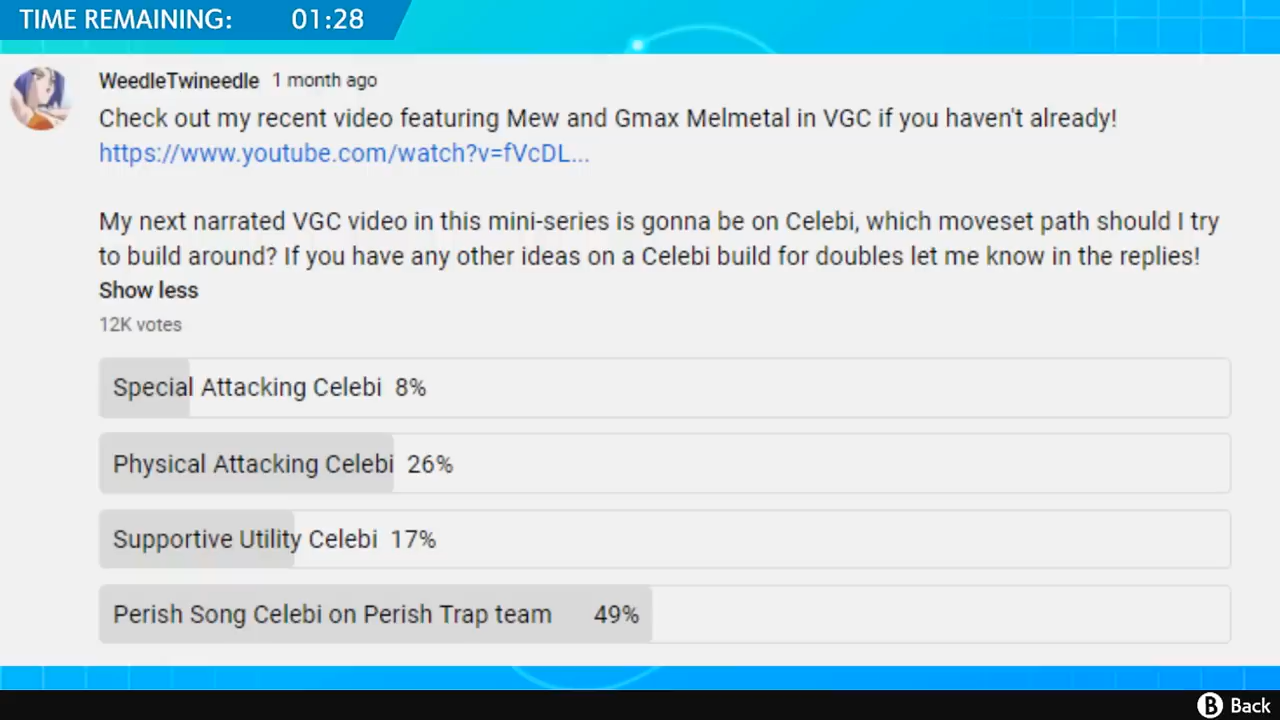 TIME REMAINING: 01:28
WeedleTwineedle 1 month ago
Check out my recent video featuring Mew and Gmax Melmetal in VGC if you haven't already!
https://www.youtube.com/watch?v=fVcDL...
My next narrated VGC video in this mini-series is gonna be on Celebi, which moveset path should I try
to build around? If you have any other ideas on a Celebi build for doubles let me know in the replies!
Show less
12K votes
Special Attacking Celebi 8%
Physical Attacking Celebi 26%
Supportive Utility Celebi 17%
Perish Song Celebi on Perish Trap team 49%
B Back